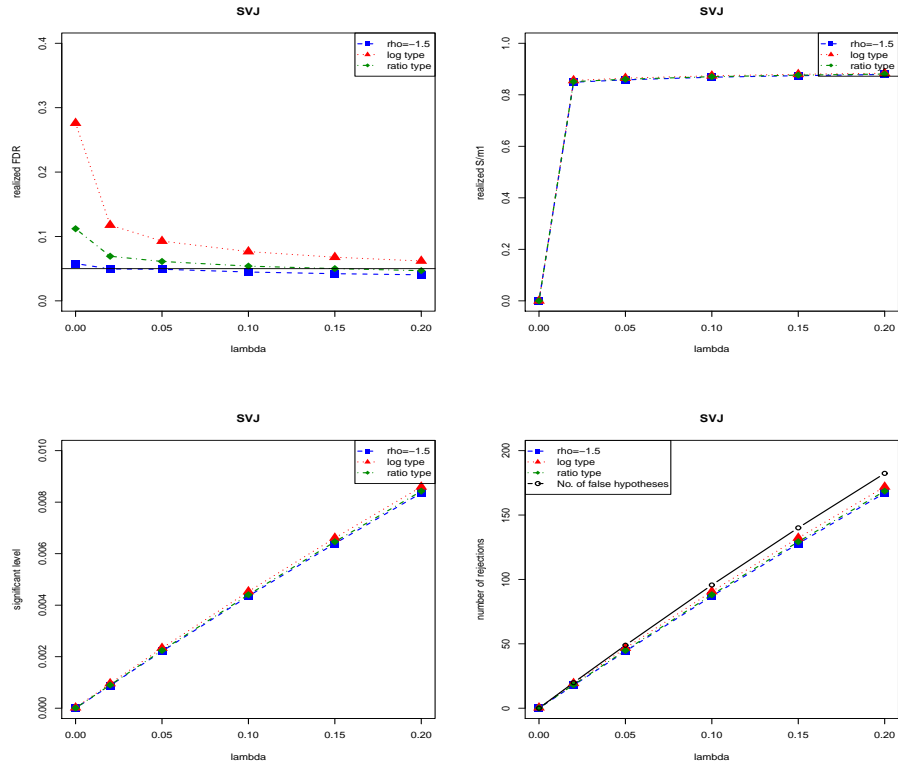 SVJ
realized FDR
0.0 0.1 0.2 0.3 0.4
rho=−1.5
log type
ratio type
0.00 0.05 0.10 0.15 0.20
lambda
SVJ
realized S/m1
0.0 0.2 0.4 0.6 0.8 1.0
rho=−1.5
log type
ratio type
0.00 0.05 0.10 0.15 0.20
lambda
SVJ
significant level
0.000 0.002 0.004 0.006 0.008 0.010
rho=−1.5
log type
ratio type
0.00 0.05 0.10 0.15 0.20
lambda
SVJ
number of rejections
0 50 100 150 200
rho=−1.5
log type
ratio type
No. of false hypotheses
0.00 0.05 0.10 0.15 0.20
lambda